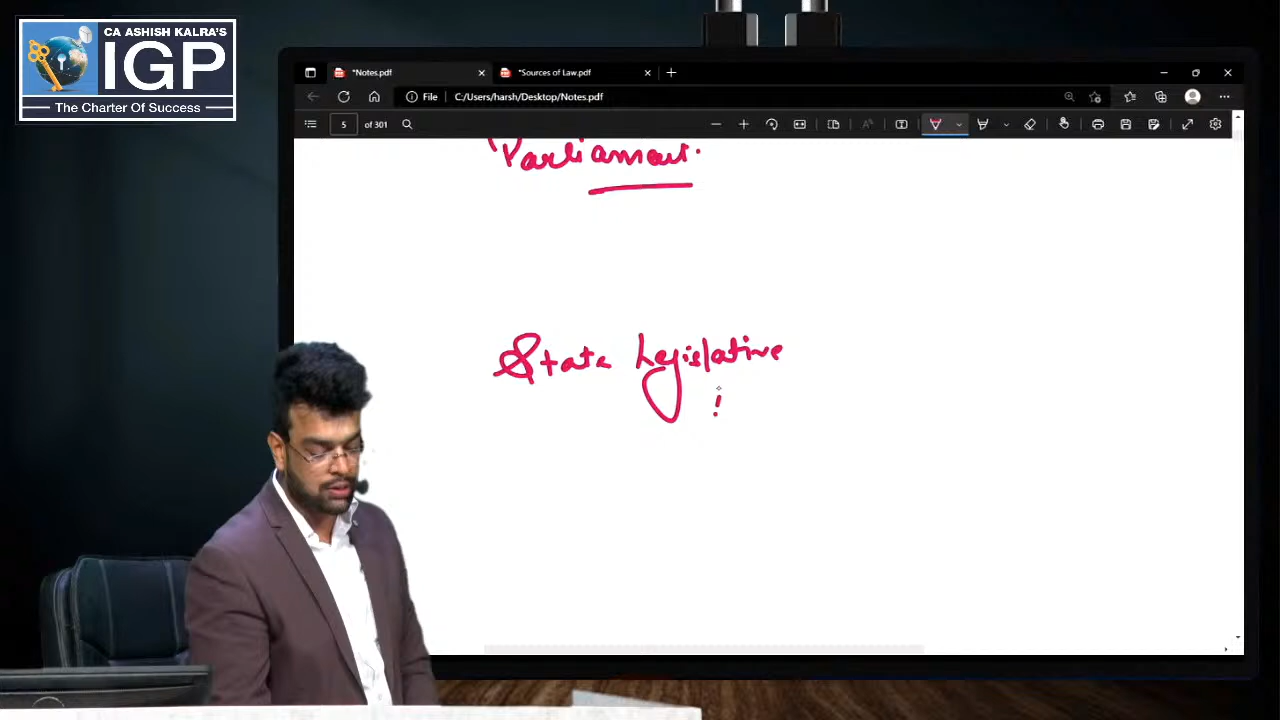 CA ASHISH KALRA'S
IGP
The Charter Of Success
*Notes.pdf
*Sources of Law.pdf
File C:/Users/harsh/Desktop/Notes.pdf
5 of 301
Parliament.
State Legislative